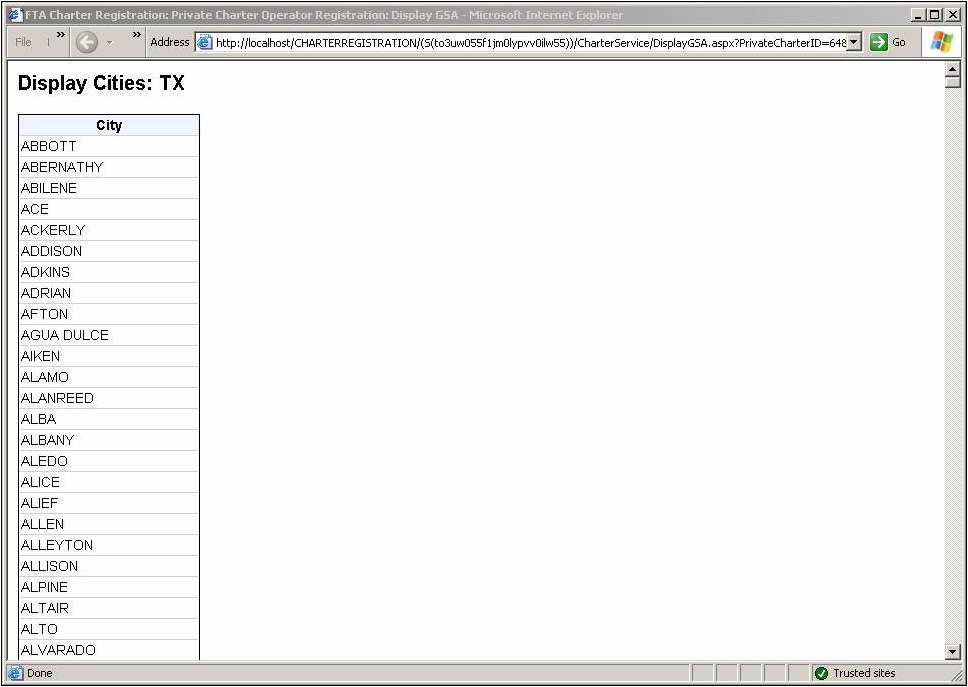 FTA Charter Registration: Private Charter Operator Registration: Display GSA - Microsoft Internet Explorer
File » » Address http://localhost/CHARTERREGISTRATION/(S(to3uw055f1jm0lypvv0ilw55))/CharterService/DisplayGSA.aspx?PrivateCharterID=648 Go
Display Cities: TX
City
ABBOTT
ABERNATHY
ABILENE
ACE
ACKERLY
ADDISON
ADKINS
ADRIAN
AFTON
AGUA DULCE
AIKEN
ALAMO
ALANREED
ALBA
ALBANY
ALEDO
ALICE
ALIEF
ALLEN
ALLEYTON
ALLISON
ALPINE
ALTAIR
ALTO
ALVARADO
Done Trusted sites